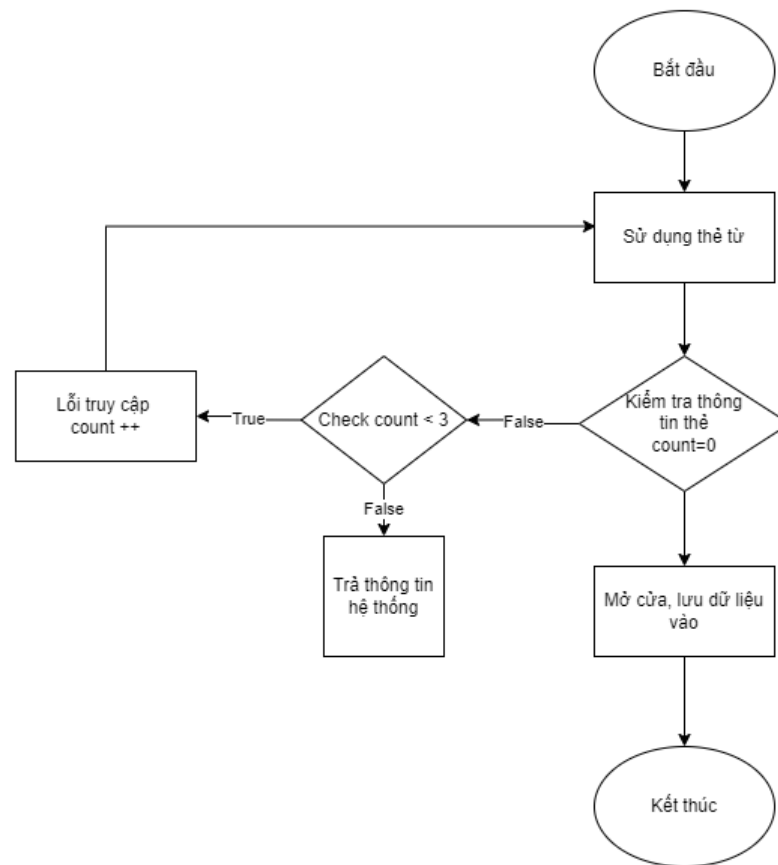 Bắt đầu
Sử dụng thẻ từ
Kiểm tra thông
tin thẻ
count=0
False
Check count < 3
True
Lỗi truy cập
count ++
False
Trả thông tin
hệ thống
Mở cửa, lưu dữ liệu
vào
Kết thúc